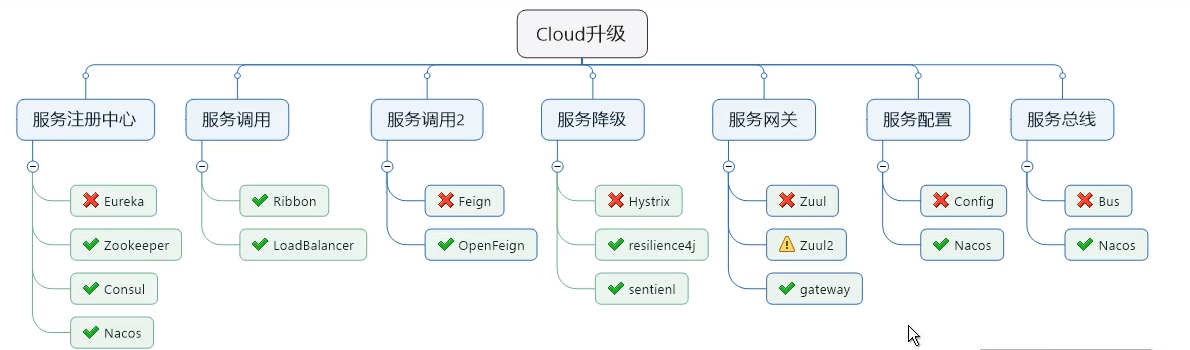 Cloud升级
服务注册中心
Eureka
Zookeeper
Consul
Nacos
服务调用
Ribbon
LoadBalancer
服务调用2
Feign
OpenFeign
服务降级
Hystrix
resilience4j
sentienl
服务网关
Zuul
Zuul2
gateway
服务配置
Config
Nacos
服务总线
Bus
Nacos